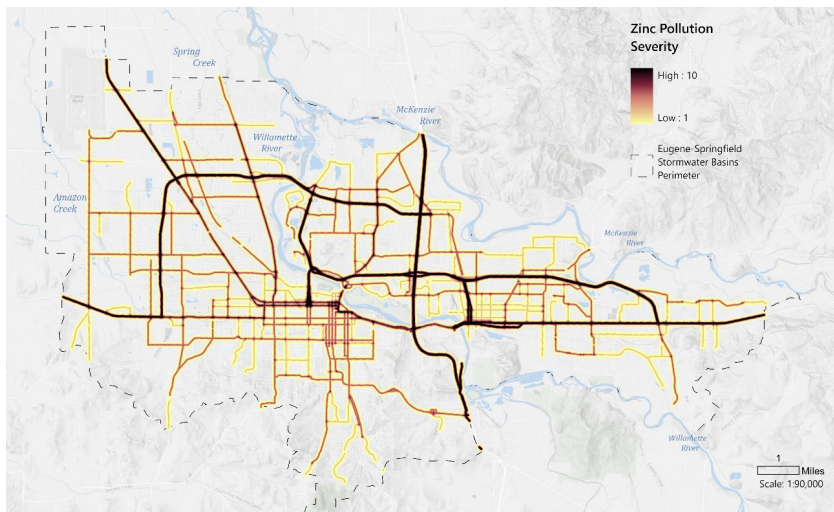 Zinc Pollution
Severity
High : 10
Low : 1
Eugene-Springfield
Stormwater Basins
Perimeter
Spring
Creek
McKenzie
River
Willamette
River
Amazon
Creek
McKenzie
River
Willamette
River
1
Miles
Scale: 1:90,000